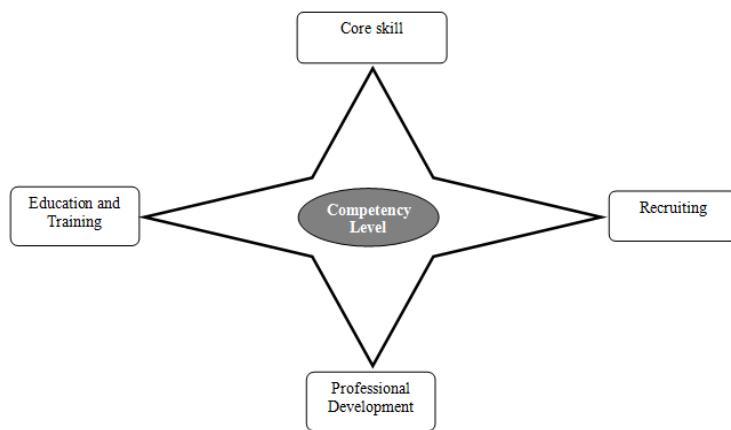 Core skill
Education and
Training
Competency
Level
Recruiting
Professional
Development